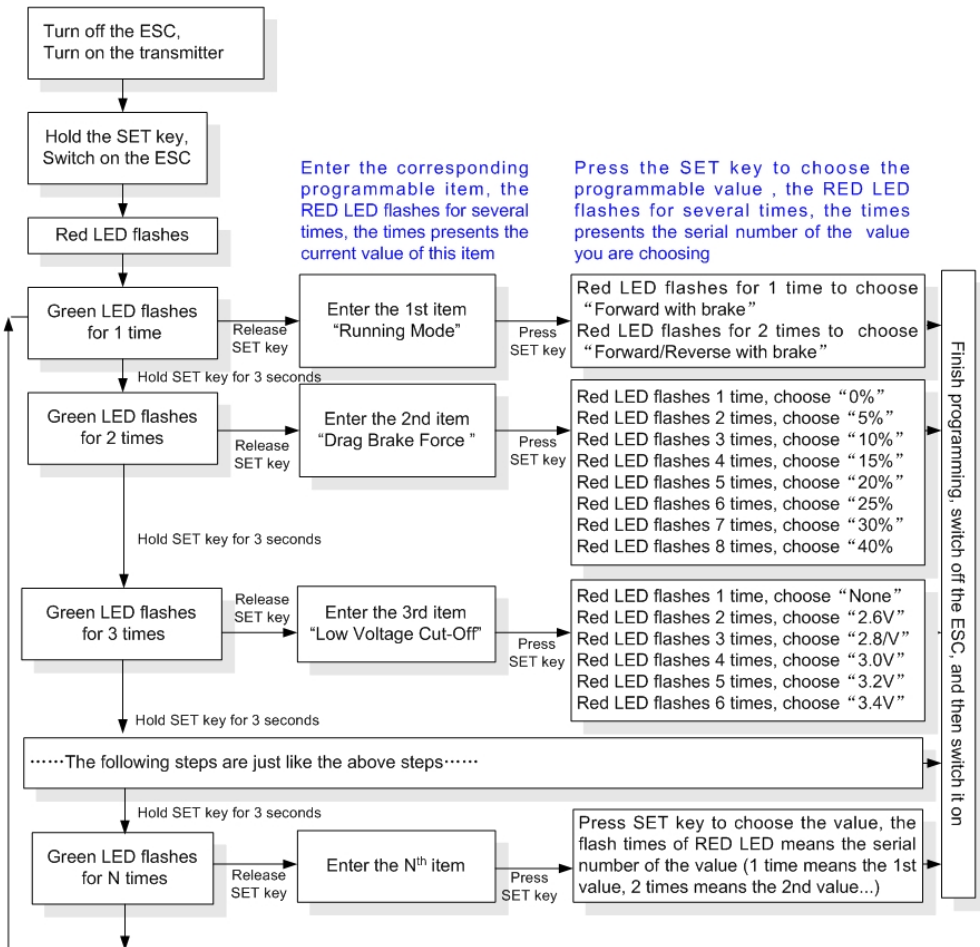 Turn off the ESC,
Turn on the transmitter
Hold the SET key,
Switch on the ESC
Enter the corresponding
programmable item, the
RED LED flashes for several
times, the times presents the
current value of this item
Press the SET key to choose the
programmable value , the RED LED
flashes for several times, the times
presents the serial number of the value
you are choosing
Red LED flashes
Green LED flashes
for 1 time
Release
SET key
Enter the 1st item
“Running Mode”
Press
SET key
Red LED flashes for 1 time to choose
“Forward with brake”
Red LED flashes for 2 times to choose
“Forward/Reverse with brake”
Hold SET key for 3 seconds
Green LED flashes
for 2 times
Release
SET key
Enter the 2nd item
“Drag Brake Force ”
Press
SET key
Red LED flashes 1 time, choose “0%”
Red LED flashes 2 times, choose “5%”
Red LED flashes 3 times, choose “10%”
Red LED flashes 4 times, choose “15%”
Red LED flashes 5 times, choose “20%”
Red LED flashes 6 times, choose “25%
Red LED flashes 7 times, choose “30%”
Red LED flashes 8 times, choose “40%
Hold SET key for 3 seconds
Green LED flashes
for 3 times
Release
SET key
Enter the 3rd item
“Low Voltage Cut-Off”
Press
SET key
Red LED flashes 1 time, choose “None”
Red LED flashes 2 times, choose “2.6V”
Red LED flashes 3 times, choose “2.8/V”
Red LED flashes 4 times, choose “3.0V”
Red LED flashes 5 times, choose “3.2V”
Red LED flashes 6 times, choose “3.4V”
Hold SET key for 3 seconds
······The following steps are just like the above steps······
Hold SET key for 3 seconds
Green LED flashes
for N times
Release
SET key
Enter the Nth item
Press
SET key
Press SET key to choose the value, the
flash times of RED LED means the serial
number of the value (1 time means the 1st
value, 2 times means the 2nd value...)
Finish programming, switch off the ESC, and then switch it on